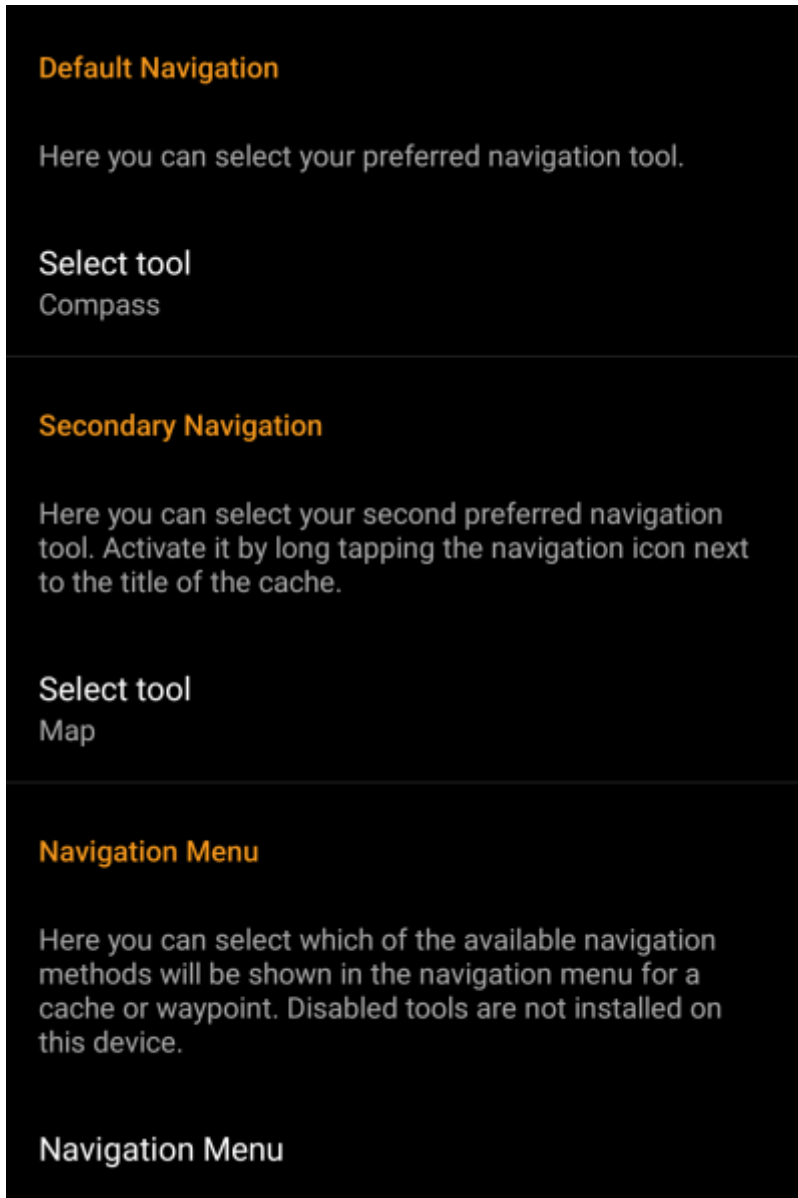 Default Navigation
Here you can select your preferred navigation tool.
Select tool
Compass
Secondary Navigation
Here you can select your second preferred navigation
tool. Activate it by long tapping the navigation icon next
to the title of the cache.
Select tool
Map
Navigation Menu
Here you can select which of the available navigation
methods will be shown in the navigation menu for a
cache or waypoint. Disabled tools are not installed on
this device.
Navigation Menu